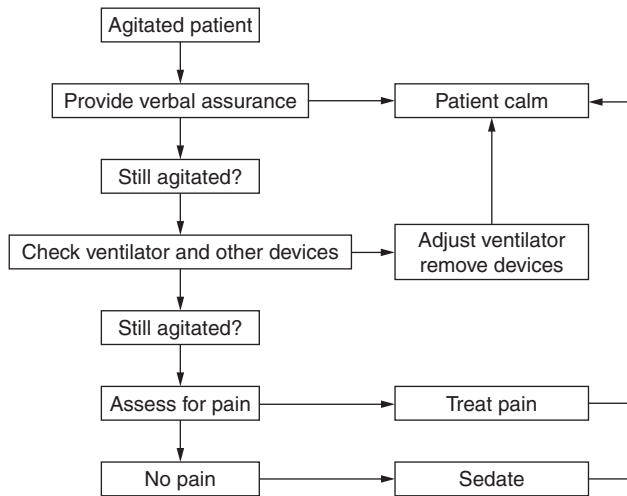 Agitated patient
Provide verbal assurance
Patient calm
Still agitated?
Check ventilator and other devices
Adjust ventilator
remove devices
Still agitated?
Assess for pain
Treat pain
No pain
Sedate